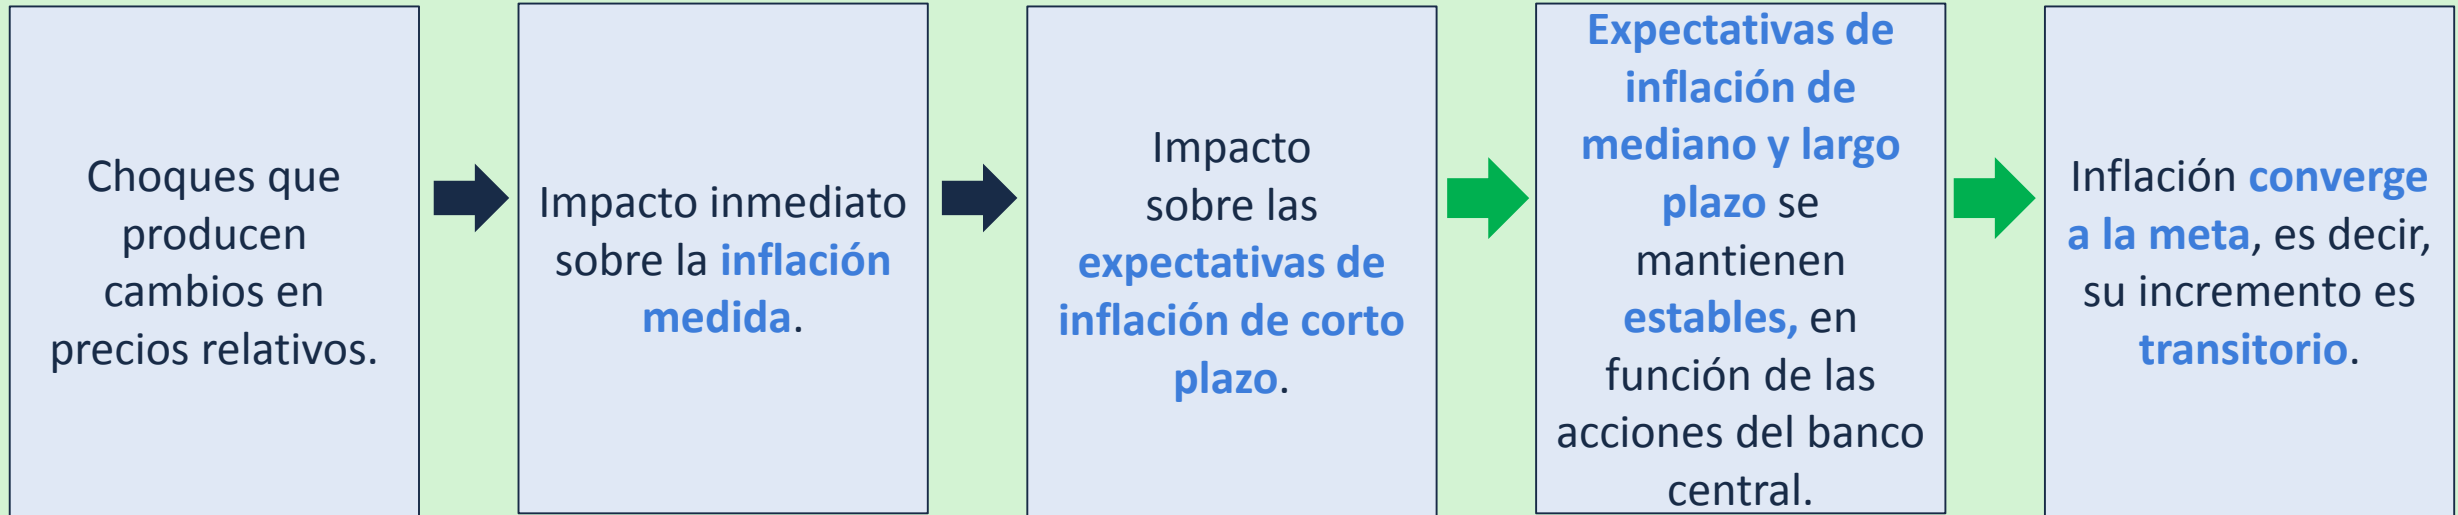 Choques que
producen
cambios en
precios relativos.
Impacto inmediato
sobre la inflación
medida.
Impacto
sobre las
expectativas de
inflación de corto
plazo.
Expectativas de
inflación de
mediano y largo
plazo se
mantienen
estables, en
función de las
acciones del banco
central.
Inflación converge
a la meta, es decir,
su incremento es
transitorio.